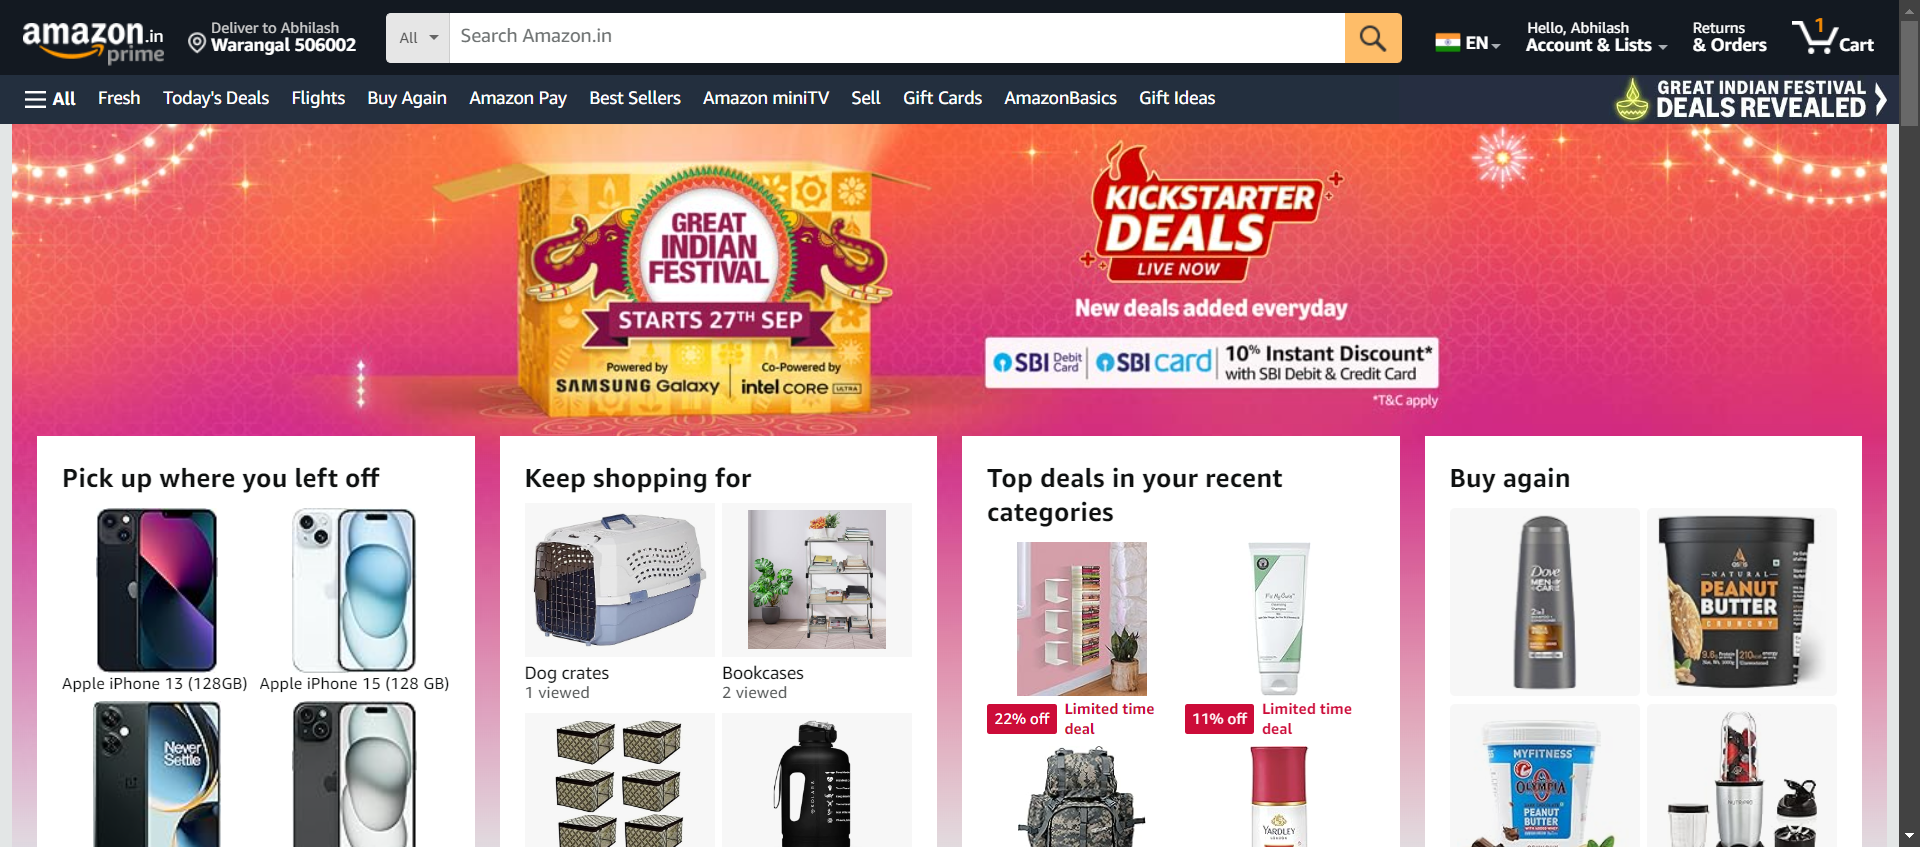 amazon.in
prime
Deliver to Abhilash
Warangal 506002
All
Search Amazon.in
EN
Hello, Abhilash
Account & Lists
Returns
& Orders
1
Cart
All
Fresh
Today's Deals
Flights
Buy Again
Amazon Pay
Best Sellers
Amazon miniTV
Sell
Gift Cards
AmazonBasics
Gift Ideas
GREAT INDIAN FESTIVAL
DEALS REVEALED
GREAT
INDIAN
FESTIVAL
STARTS 27TH SEP
Powered by
SAMSUNG Galaxy
Co-Powered by
intel CORE ULTRA
KICKSTARTER
DEALS
LIVE NOW
New deals added everyday
SBI Debit Card
SBI card
10% Instant Discount*
with SBI Debit & Credit Card
*T&C apply
Pick up where you left off
Apple iPhone 13 (128GB)
Apple iPhone 15 (128 GB)
Never
Settle
Keep shopping for
Dog crates
1 viewed
Bookcases
2 viewed
Top deals in your recent
categories
22% off
Limited time
deal
11% off
Limited time
deal
YARDLEY
LONDON
Buy again
Dove
MEN+
CARE
2in1
NATURAL
PEANUT
BUTTER
CRUNCHY
MYFITNESS
OLYMPIA
PEANUT
BUTTER
NUTRIPRO